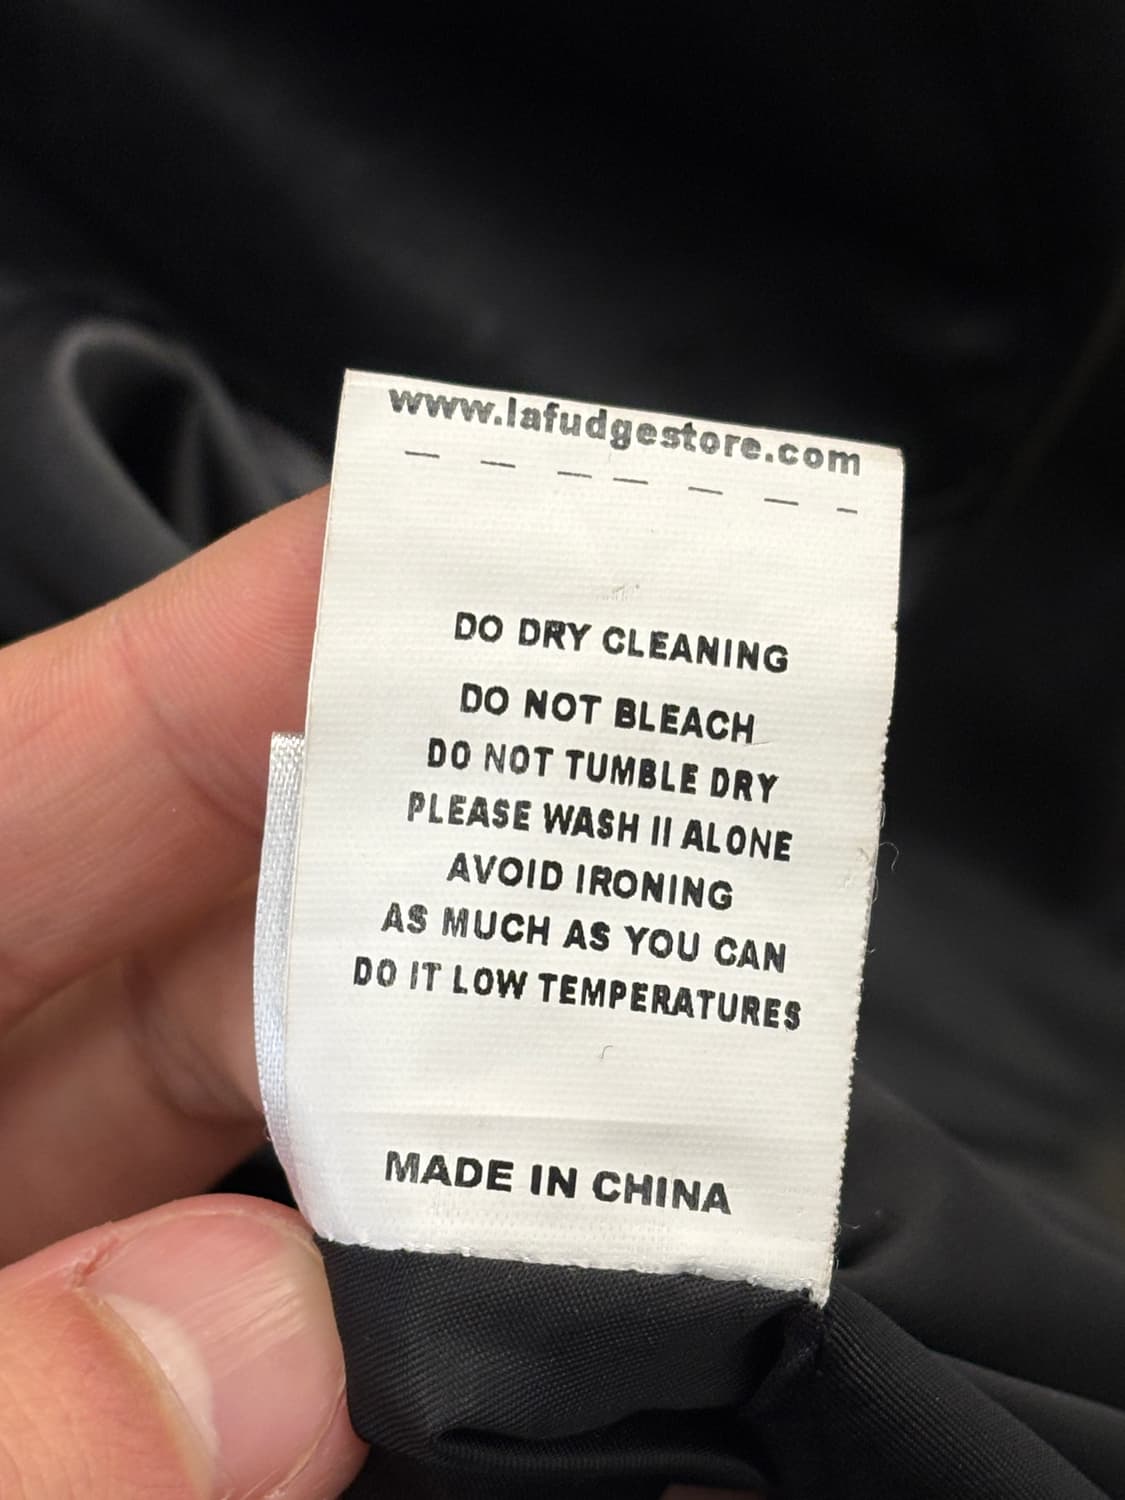 www.lafudgestore.com
DO DRY CLEANING
DO NOT BLEACH
DO NOT TUMBLE DRY
PLEASE WASH II ALONE
AVOID IRONING
AS MUCH AS YOU CAN
DO IT LOW TEMPERATURES
MADE IN CHINA